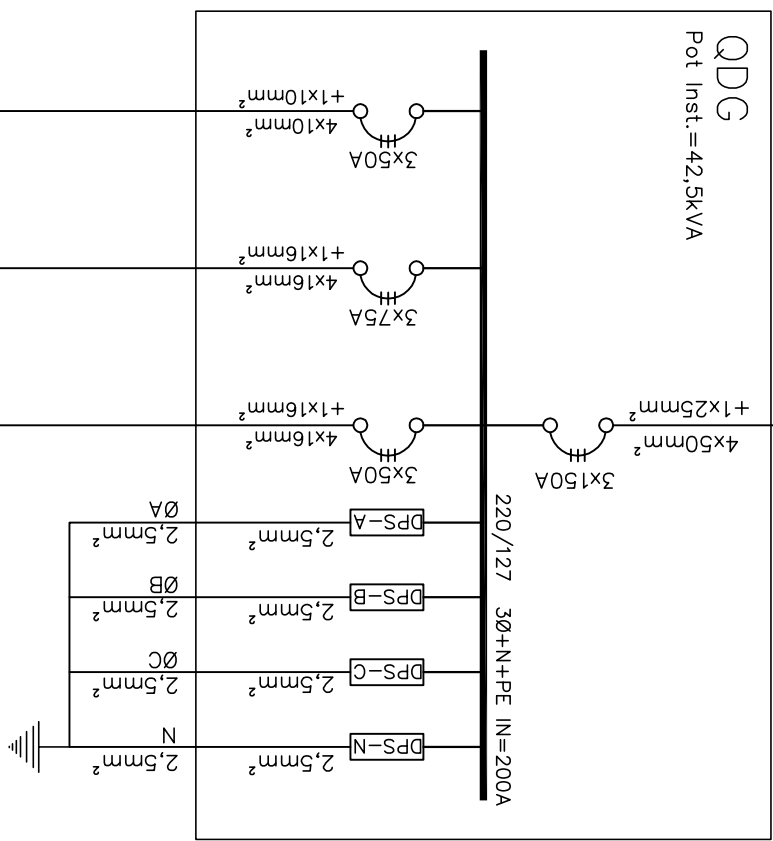 QDG
Pot Inst.=42,5kVA
+1x10mm²
4x10mm²
3x50A
+1x16mm²
4x16mm²
3x75A
+1x16mm²
4x16mm²
3x50A
+1x25mm²
4x50mm²
3x150A
220/127 3Ø+N+PE IN=200A
ØA
2,5mm²
2,5mm²
DPS-A
ØB
2,5mm²
2,5mm²
DPS-B
ØC
2,5mm²
2,5mm²
DPS-C
N
2,5mm²
2,5mm²
DPS-N